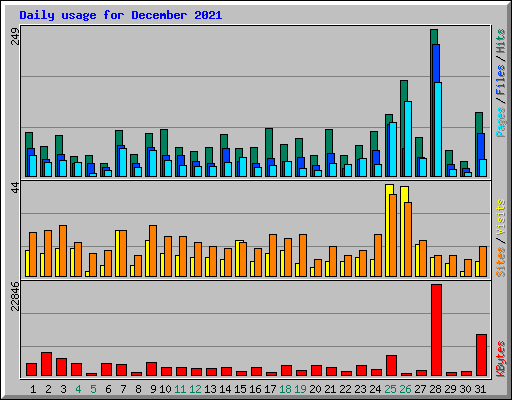 Daily usage for December 2021
249
Pages / Files / Hits
44
Sites / Visits
22846
KBytes
1 2 3 4 5 6 7 8 9 10 11 12 13 14 15 16 17 18 19 20 21 22 23 24 25 26 27 28 29 30 31